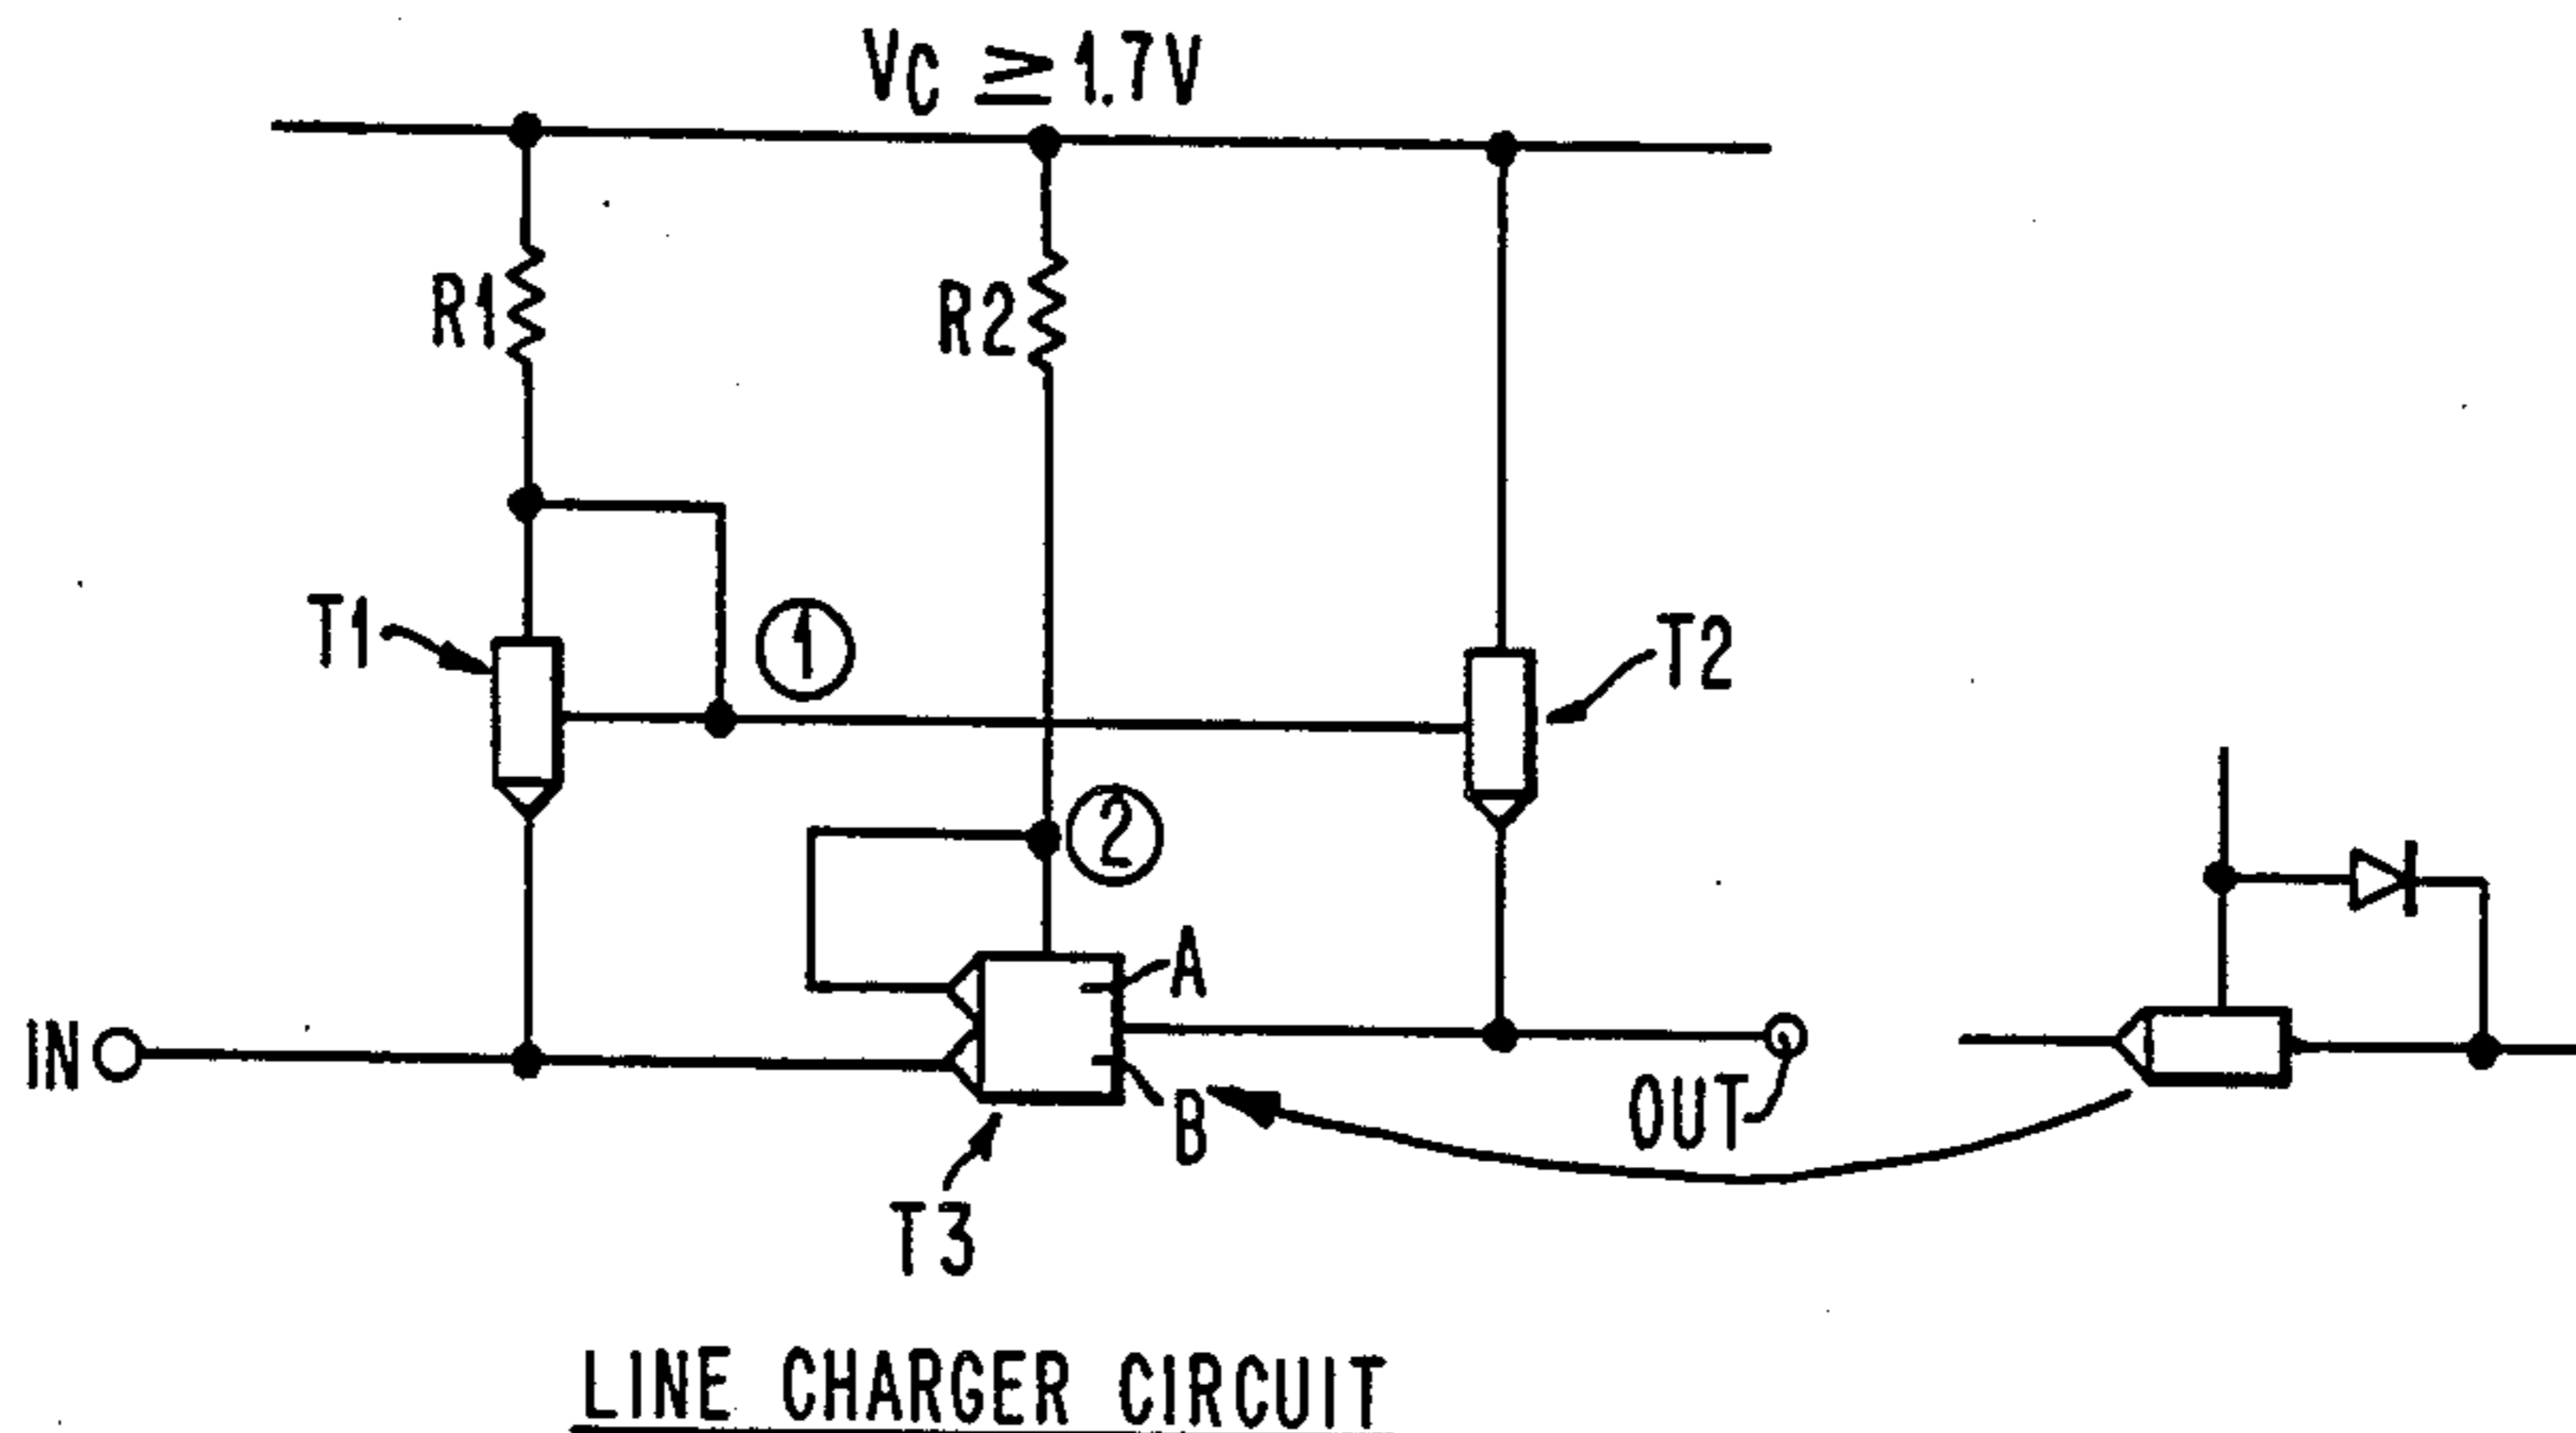 VC ≥ 1.7V
R1
R2
T1
1
T2
2
A
IN
B
OUT
T3
LINE CHARGER CIRCUIT